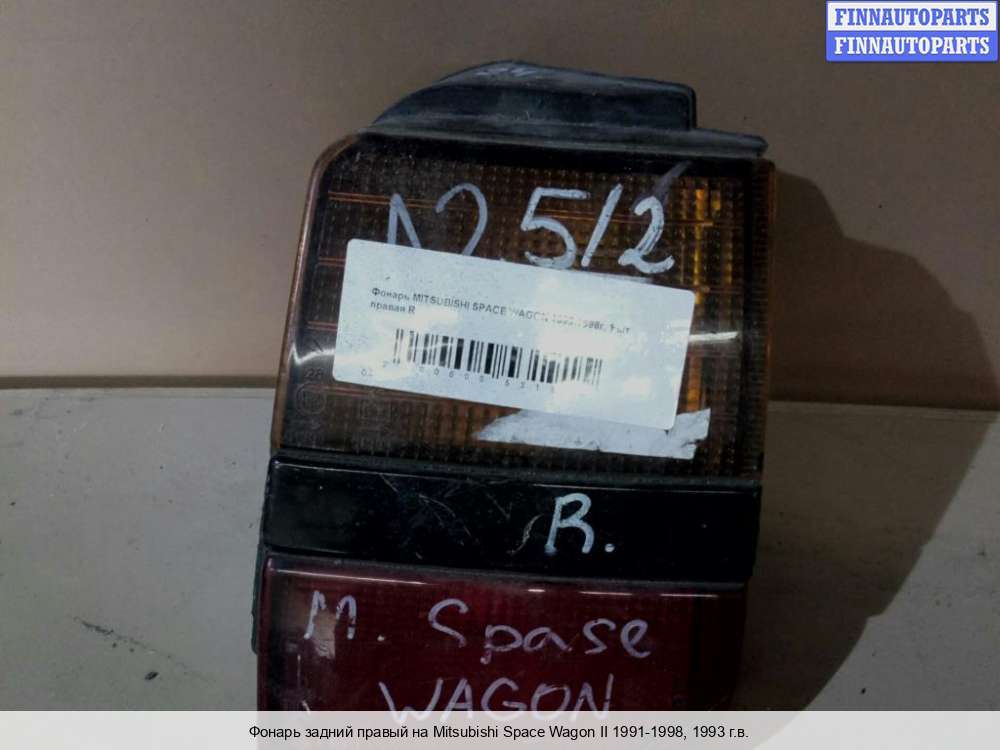 FINNAUTOPARTS
FINNAUTOPARTS
5/2
Фонарь MITSUBISHI SPACE WAGON
правая R
R.
M. Spase
WAGON
Фонарь задний правый на Mitsubishi Space Wagon II 1991-1998, 1993 г.в.